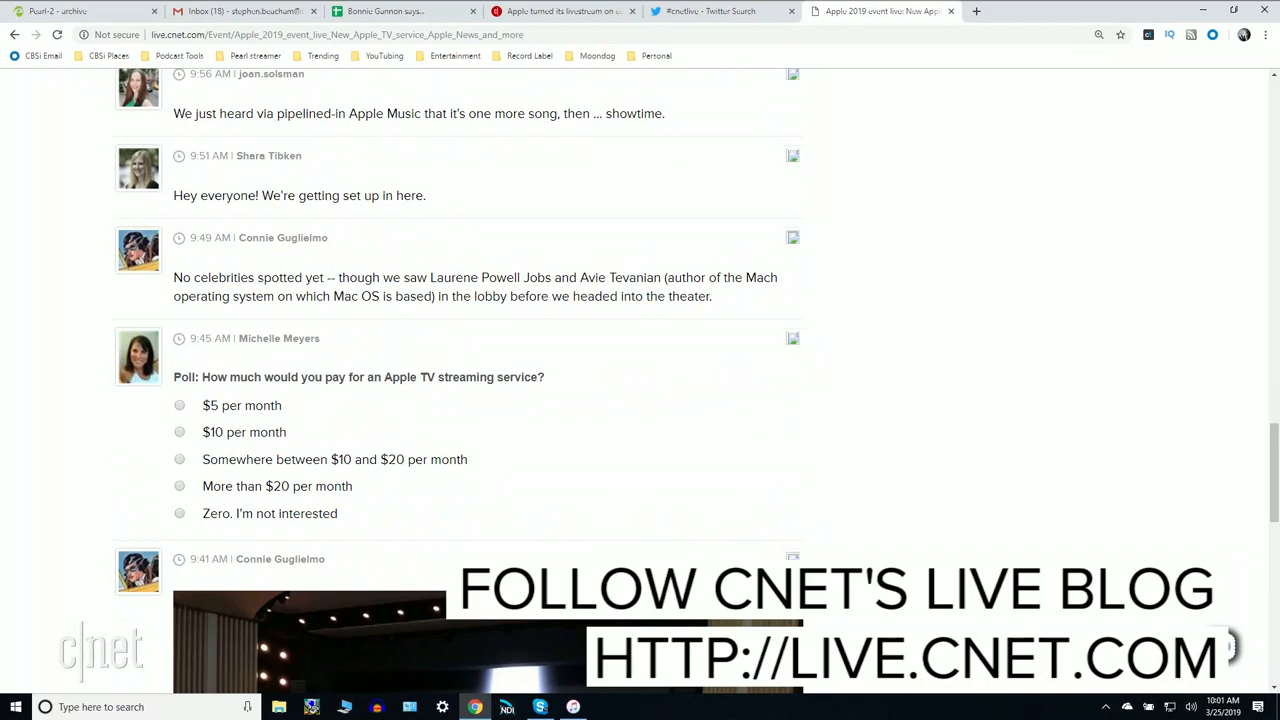 Pearl-2 - archive
Inbox (18) - stephen.beacham@
Bonnie Gannon says...
Apple turned its livestream on e
#cnetlive - Twitter Search
Apple 2019 event live: New Appl
Not secure | live.cnet.com/Event/Apple_2019_event_live_New_Apple_TV_service_Apple_News_and_more
CBSi Email CBSi Places Podcast Tools Pearl streamer Trending YouTubing Entertainment Record Label Moondog Personal
9:56 AM | joan.solsman
We just heard via pipelined-in Apple Music that it's one more song, then ... showtime.
9:51 AM | Shara Tibken
Hey everyone! We're getting set up in here.
9:49 AM | Connie Guglielmo
No celebrities spotted yet -- though we saw Laurene Powell Jobs and Avie Tevanian (author of the Mach
operating system on which Mac OS is based) in the lobby before we headed into the theater.
9:45 AM | Michelle Meyers
Poll: How much would you pay for an Apple TV streaming service?
$5 per month
$10 per month
Somewhere between $10 and $20 per month
More than $20 per month
Zero. I'm not interested
9:41 AM | Connie Guglielmo
FOLLOW CNET'S LIVE BLOG
HTTP://LIVE.CNET.COM
cnet
Type here to search
NDI
10:01 AM
3/25/2019